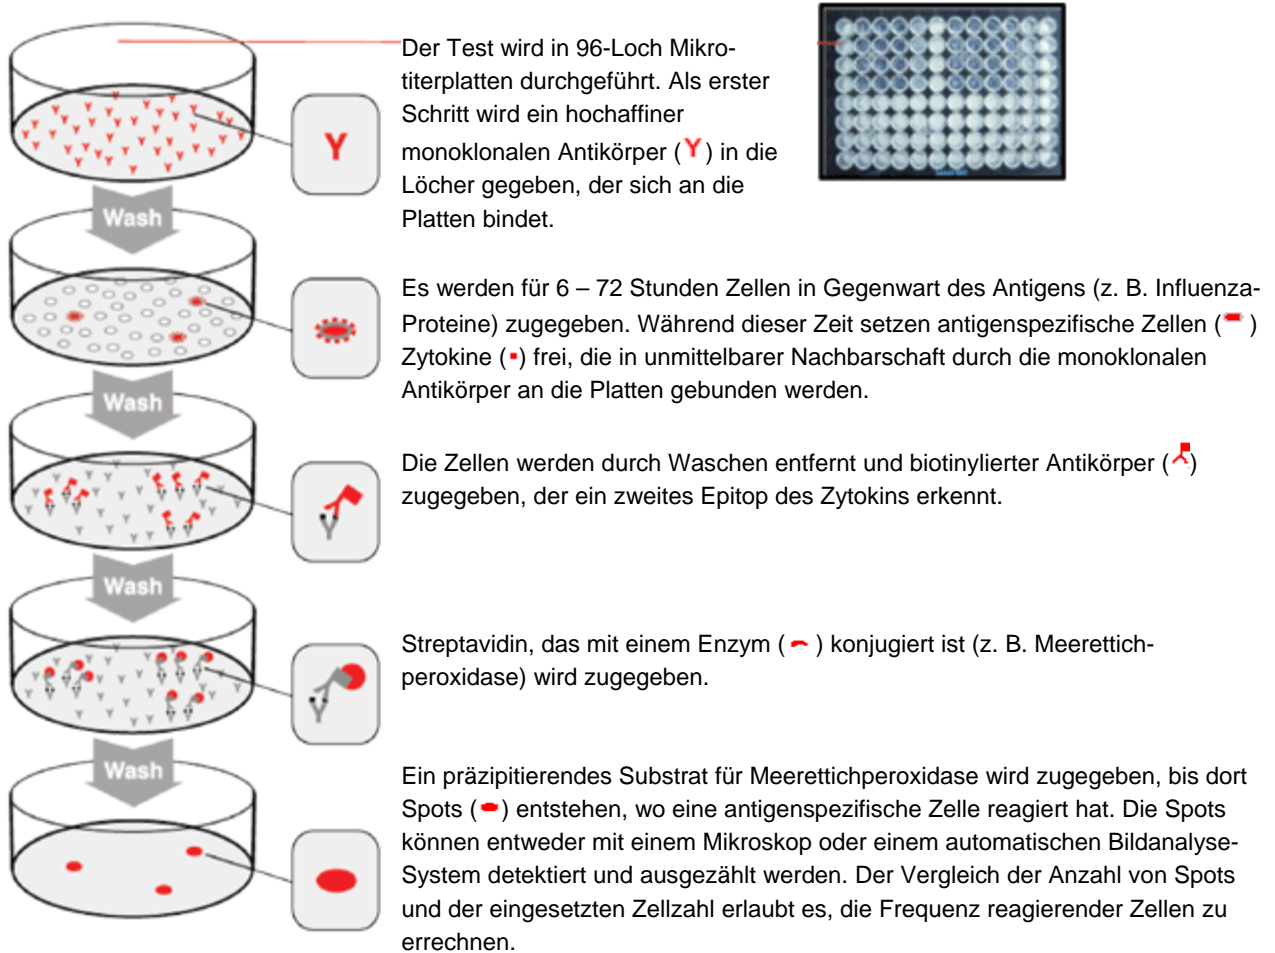 Der Test wird in 96-Loch Mikro-
titerplatten durchgeführt. Als erster
Schritt wird ein hochaffiner
monoklonalen Antikörper ( ) in die
Löcher gegeben, der sich an die
Platten bindet.
Wash
Es werden für 6 – 72 Stunden Zellen in Gegenwart des Antigens (z. B. Influenza-
Proteine) zugegeben. Während dieser Zeit setzen antigenspezifische Zellen ( )
Zytokine ( ) frei, die in unmittelbarer Nachbarschaft durch die monoklonalen
Antikörper an die Platten gebunden werden.
Wash
Die Zellen werden durch Waschen entfernt und biotinylierter Antikörper ( )
zugegeben, der ein zweites Epitop des Zytokins erkennt.
Wash
Streptavidin, das mit einem Enzym ( ) konjugiert ist (z. B. Meerettich-
peroxidase) wird zugegeben.
Wash
Ein präzipitierendes Substrat für Meerettichperoxidase wird zugegeben, bis dort
Spots ( ) entstehen, wo eine antigenspezifische Zelle reagiert hat. Die Spots
können entweder mit einem Mikroskop oder einem automatischen Bildanalyse-
System detektiert und ausgezählt werden. Der Vergleich der Anzahl von Spots
und der eingesetzten Zellzahl erlaubt es, die Frequenz reagierender Zellen zu
errechnen.